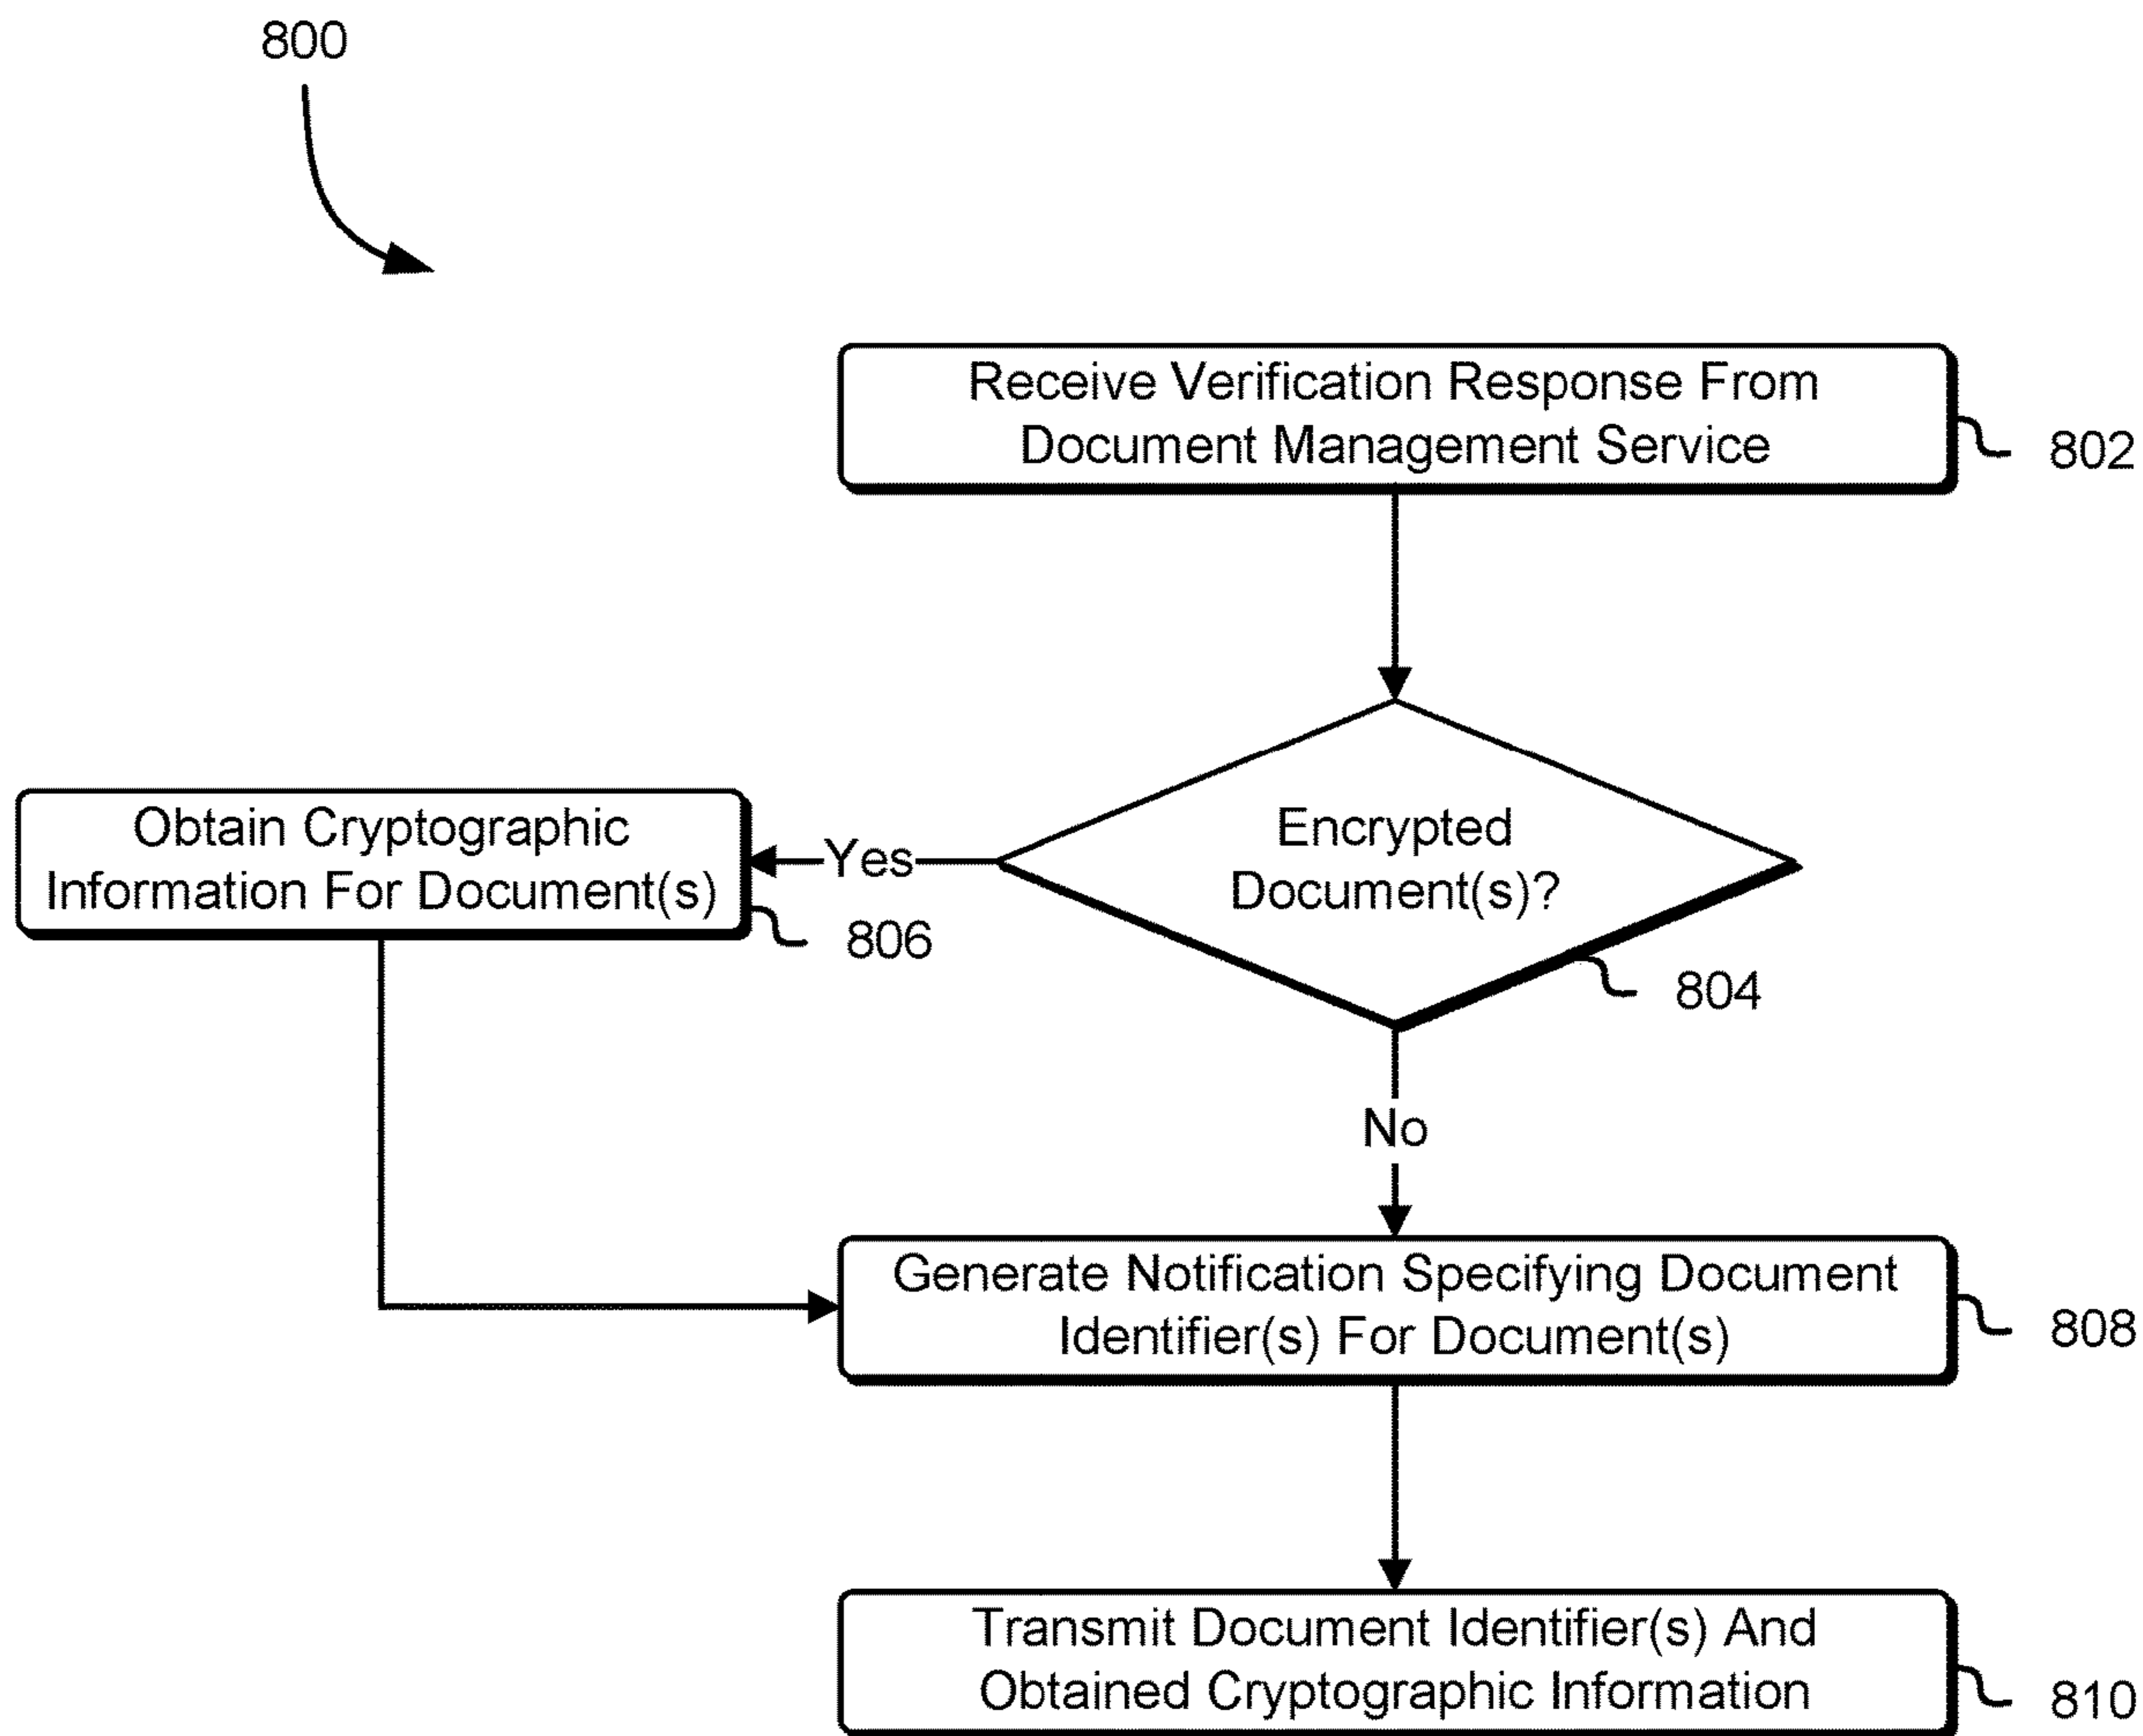 800
Receive Verification Response From
Document Management Service
802
Encrypted
Document(s)?
804
Yes
Obtain Cryptographic
Information For Document(s)
806
No
Generate Notification Specifying Document
Identifier(s) For Document(s)
808
Transmit Document Identifier(s) And
Obtained Cryptographic Information
810